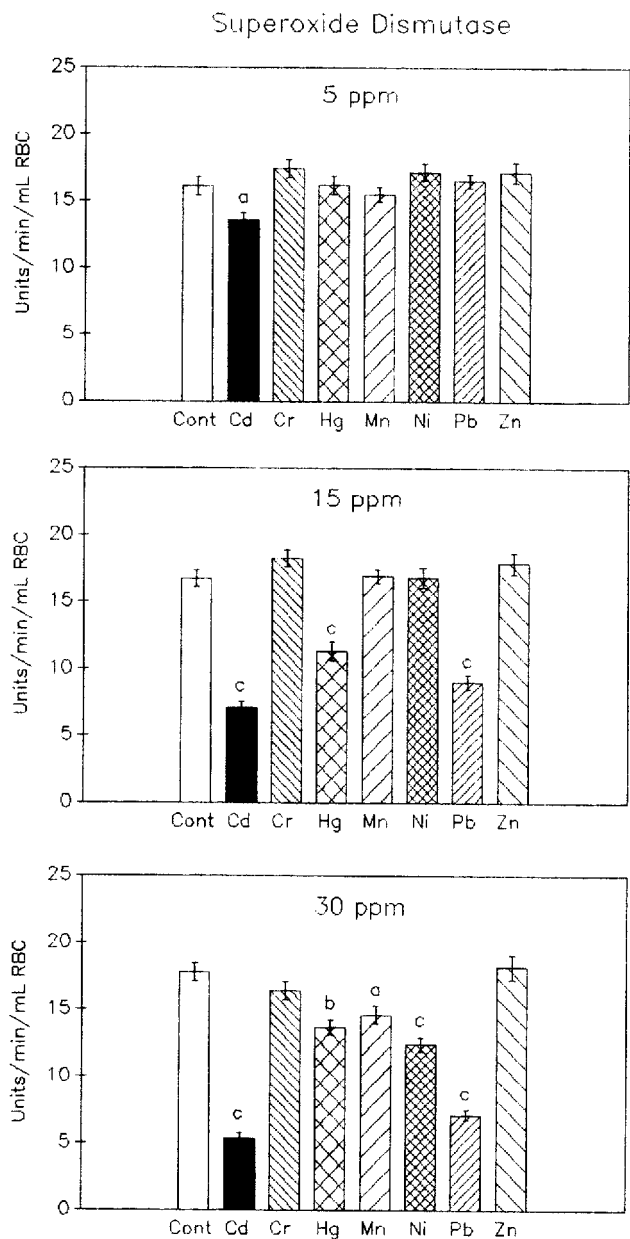 Superoxide Dismutase
5 ppm
Units/min/mL RBC
25
20
15
10
5
0
a
Cont Cd Cr Hg Mn Ni Pb Zn
15 ppm
Units/min/mL RBC
25
20
15
10
5
0
c c c
Cont Cd Cr Hg Mn Ni Pb Zn
30 ppm
Units/min/mL RBC
25
20
15
10
5
0
c b a c c
Cont Cd Cr Hg Mn Ni Pb Zn